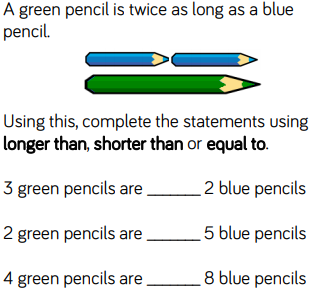 A green pencil is twice as long as a blue
pencil.
Using this, complete the statements using
longer than, shorter than or equal to.
3 green pencils are ______ 2 blue pencils
2 green pencils are ______ 5 blue pencils
4 green pencils are ______ 8 blue pencils